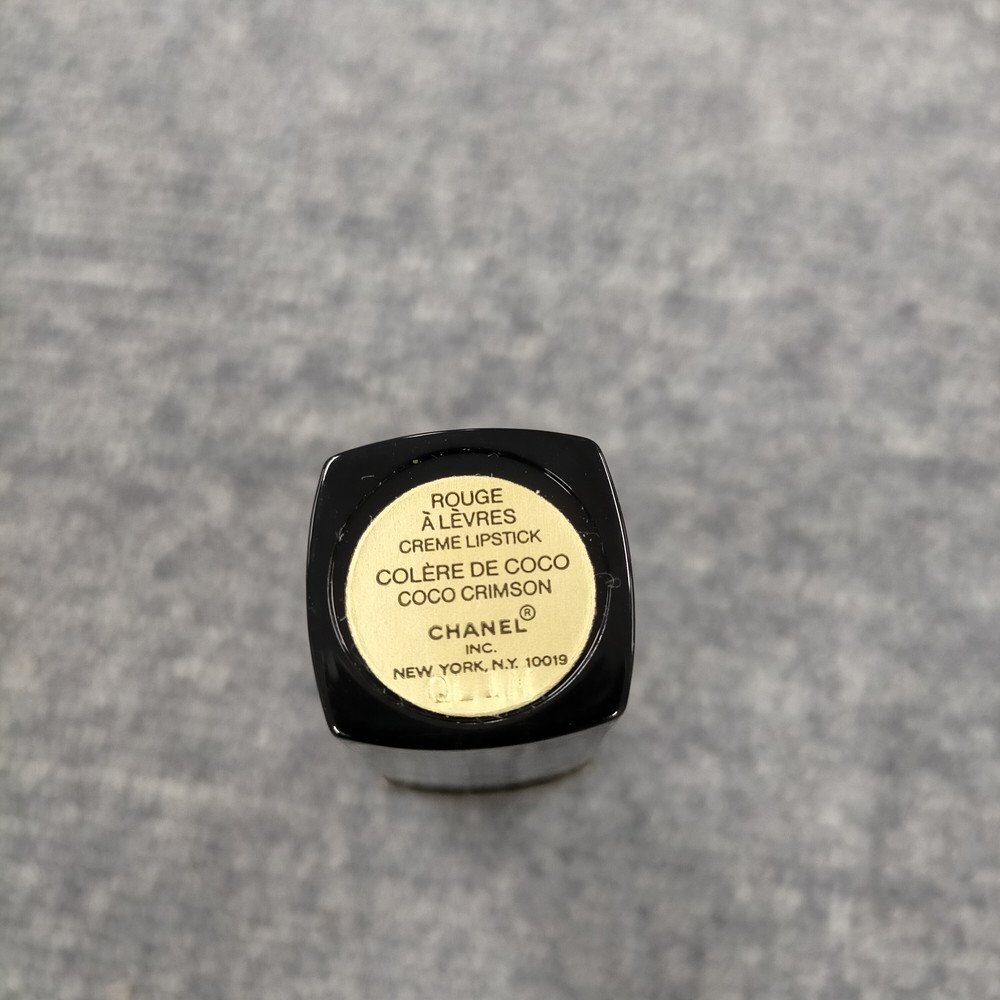 ROUGE
À LÈVRES
CREME LIPSTICK
COLÈRE DE COCO
COCO CRIMSON
CHANEL®
INC.
NEW YORK, N.Y. 10019